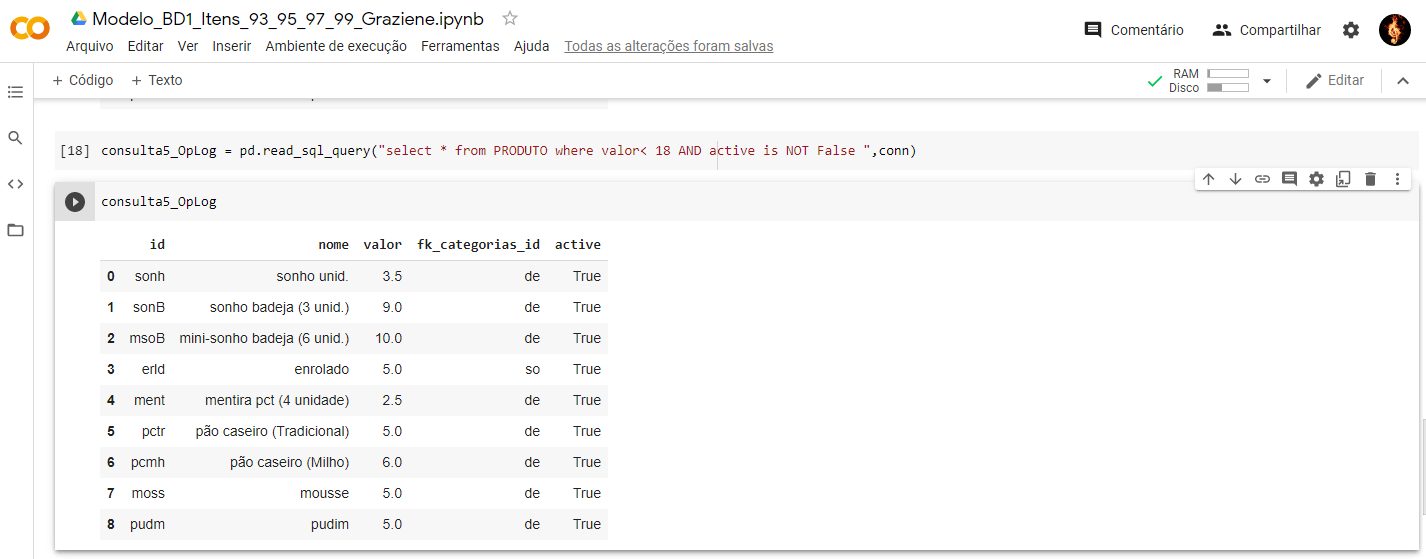 Modelo_BD1_Itens_93_95_97_99_Graziene.ipynb
Arquivo Editar Ver Inserir Ambiente de execução Ferramentas Ajuda Todas as alterações foram salvas
Comentário Compartilhar
+ Código + Texto
RAM
Disco
Editar
[18] consulta5_OpLog = pd.read_sql_query("select * from PRODUTO where valor< 18 AND active is NOT False ",conn)
consulta5_OpLog
id nome valor fk_categorias_id active
0 sonh sonho unid. 3.5 de True
1 sonB sonho badeja (3 unid.) 9.0 de True
2 msoB mini-sonho badeja (6 unid.) 10.0 de True
3 erld enrolado 5.0 so True
4 ment mentira pct (4 unidade) 2.5 de True
5 pctr pão caseiro (Tradicional) 5.0 de True
6 pcmh pão caseiro (Milho) 6.0 de True
7 moss mousse 5.0 de True
8 pudm pudim 5.0 de True